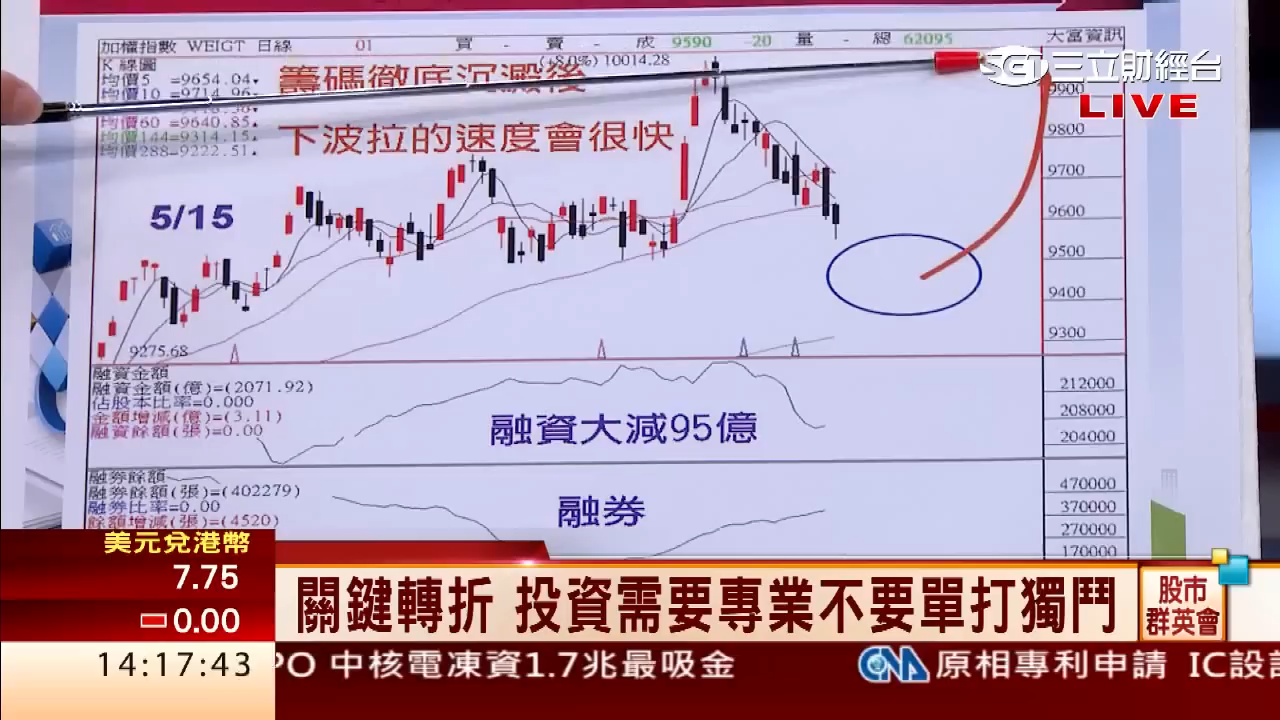 加權指數 WEIGT 日線 01 買 - 賣 - 成 9590 -20 量 - 總 62095 大富資訊
K 線圖
均價5 =9654.04
均價10 =9714.96
均價60 =9640.85
均價144=9314.15
均價288=9222.51
籌碼徹底沉澱後
(+8.0%) 10014.28
下波拉的速度會很快
5/15
9275.68
三立財經台
LIVE
9900
9800
9700
9600
9500
9400
9300
融資金額
融資金額(億)=(2071.92)
佔股本比率=0.000
金額增減(億)=(3.11)
融資餘額(張)=0.00
融資大減95億
212000
208000
204000
融券餘額
融券餘額(張)=(402279)
融券比率=0.00
餘額增減(張)=(4520)
融券
470000
370000
270000
170000
美元兌港幣
7.75
0.00
14:17:43
關鍵轉折 投資需要專業不要單打獨鬥
股市
群英會
PO 中核電凍資1.7兆最吸金
CNA 原相專利申請 IC設